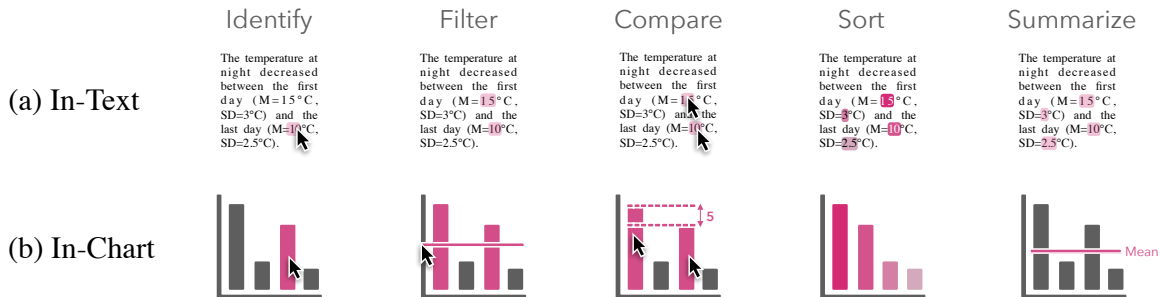 Identify
Filter
Compare
Sort
Summarize
(a) In-Text
The temperature at
night decreased
between the first
day (M=15°C,
SD=3°C) and the
last day (M=10°C,
SD=2.5°C).
The temperature at
night decreased
between the first
day (M=15°C,
SD=3°C) and the
last day (M=10°C,
SD=2.5°C).
The temperature at
night decreased
between the first
day (M=15°C,
SD=3°C) and the
last day (M=10°C,
SD=2.5°C).
The temperature at
night decreased
between the first
day (M=15°C,
SD=3°C) and the
last day (M=10°C,
SD=2.5°C).
The temperature at
night decreased
between the first
day (M=15°C,
SD=3°C) and the
last day (M=10°C,
SD=2.5°C).
(b) In-Chart
5
Mean